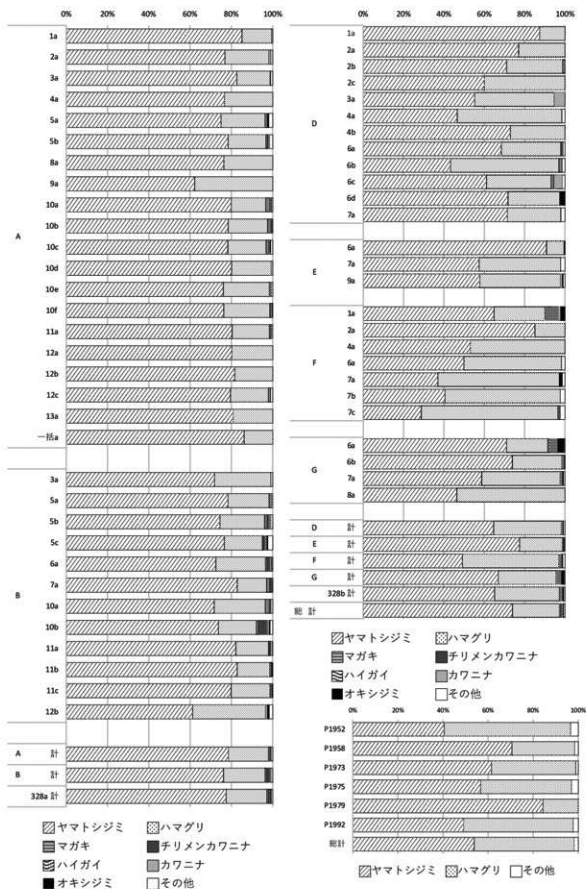 0% 20% 40% 60% 80% 100%
A
1a
2a
3a
4a
5a
5b
8a
9a
10a
10b
10c
10d
10e
10f
11a
12a
12b
12c
13a
一括a
B
3a
5a
5b
5c
6a
7a
10a
10b
11a
11b
11c
12b
A 計
B 計
328a 計
ヤマトシジミ ハマグリ
マガキ チリメンカワニナ
ハイガイ カワニナ
オキシジミ その他
0% 20% 40% 60% 80% 100%
D
1a
2a
2b
2c
3a
4a
4b
6a
6b
6c
6d
7a
E
6a
7a
9a
F
1a
2a
4a
6a
7a
7b
7c
G
6a
6b
7a
8a
D 計
E 計
F 計
G 計
328b 計
総 計
ヤマトシジミ ハマグリ
マガキ チリメンカワニナ
ハイガイ カワニナ
オキシジミ その他
0% 20% 40% 60% 80% 100%
P1952
P1958
P1973
P1975
P1979
P1992
総計
ヤマトシジミ ハマグリ その他